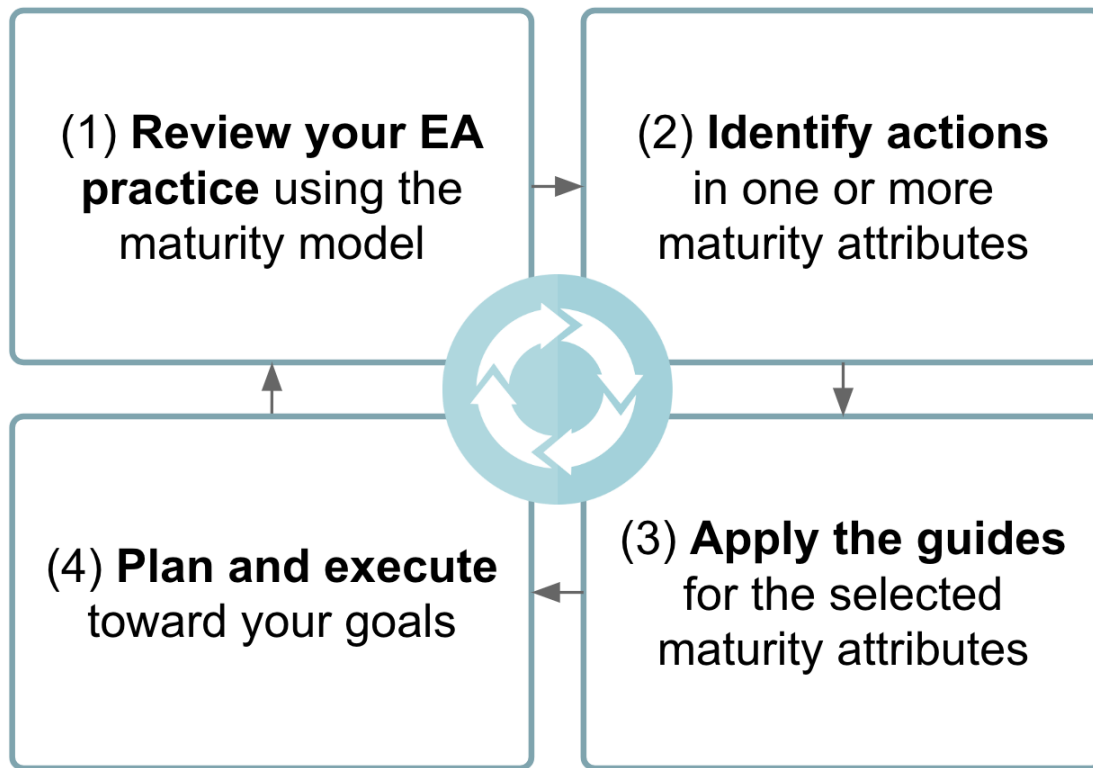 (1) Review your EA
practice using the
maturity model
(2) Identify actions
in one or more
maturity attributes
(3) Apply the guides
for the selected
maturity attributes
(4) Plan and execute
toward your goals